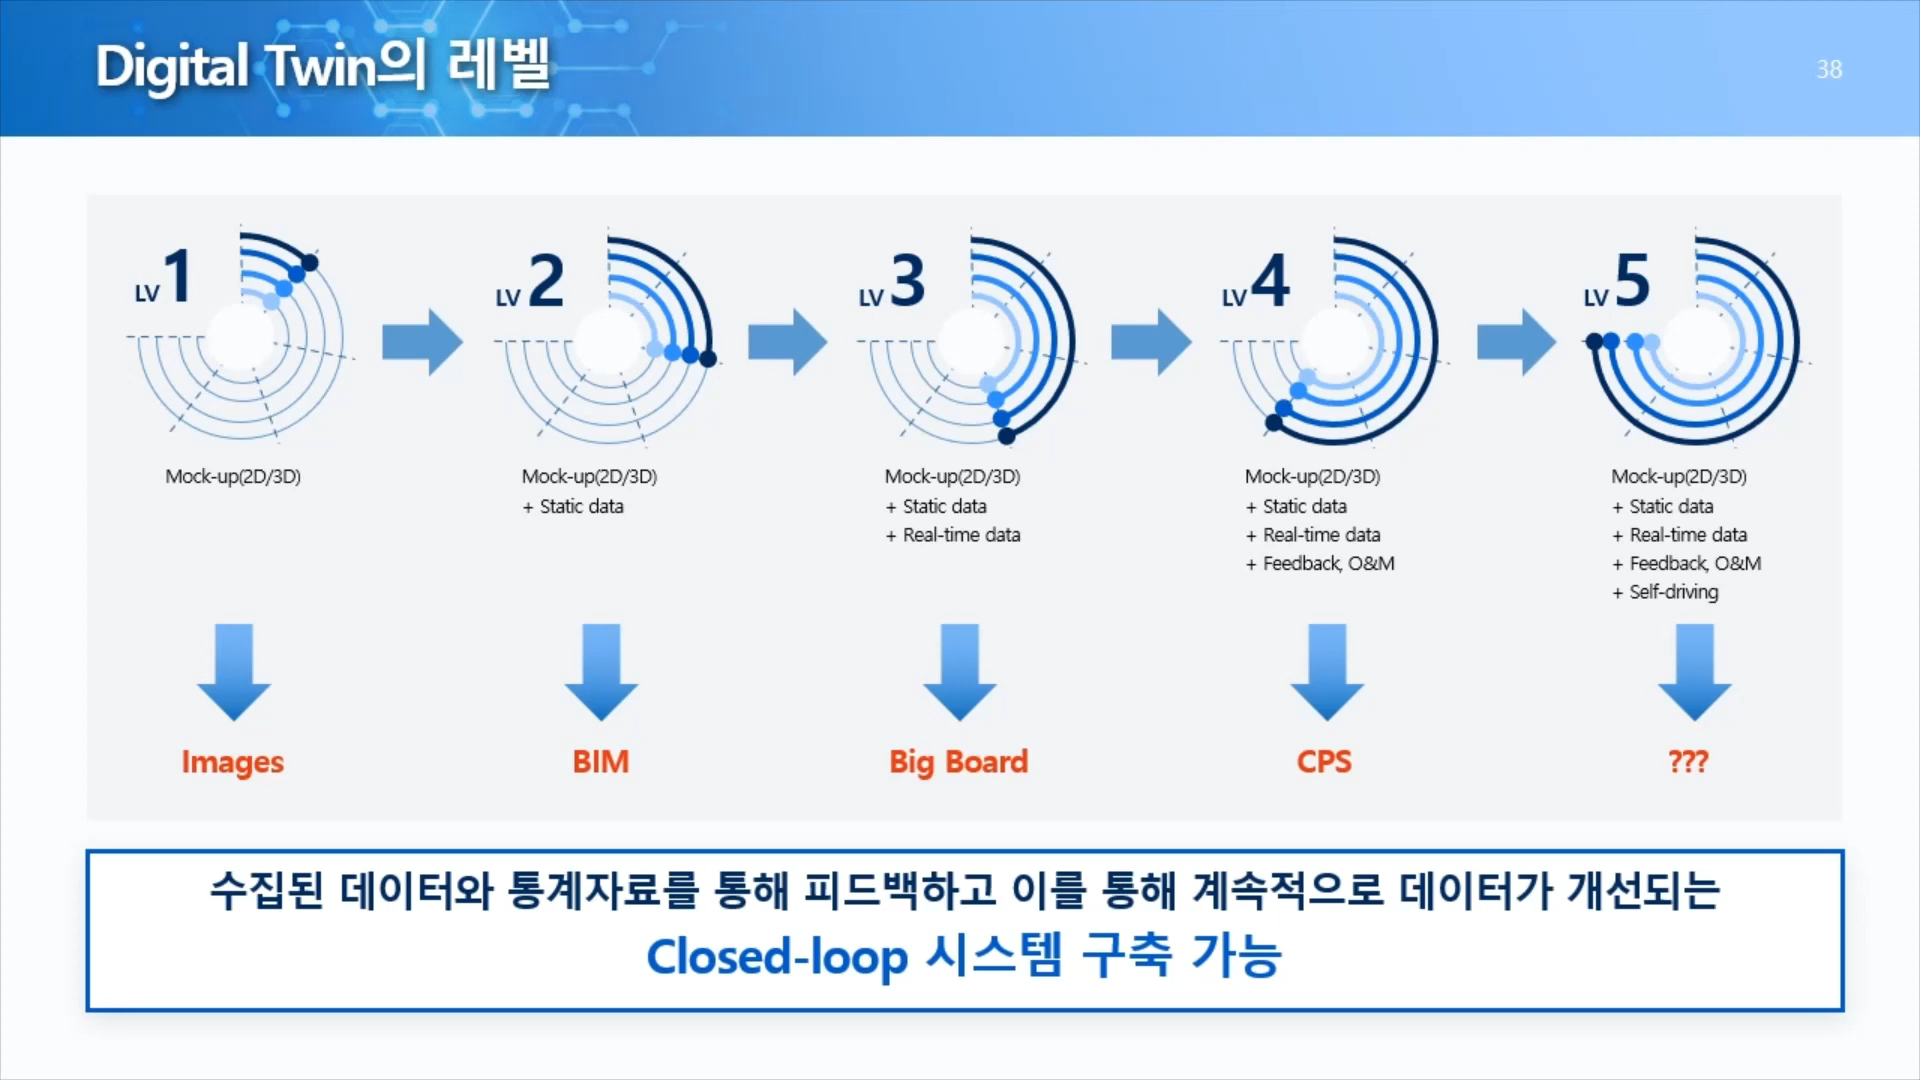 Digital Twin의 레벨
38
LV 1
Mock-up(2D/3D)
Images
LV 2
Mock-up(2D/3D)
+ Static data
BIM
LV 3
Mock-up(2D/3D)
+ Static data
+ Real-time data
Big Board
LV 4
Mock-up(2D/3D)
+ Static data
+ Real-time data
+ Feedback, O&M
CPS
LV 5
Mock-up(2D/3D)
+ Static data
+ Real-time data
+ Feedback, O&M
+ Self-driving
???
수집된 데이터와 통계자료를 통해 피드백하고 이를 통해 계속적으로 데이터가 개선되는
Closed-loop 시스템 구축 가능